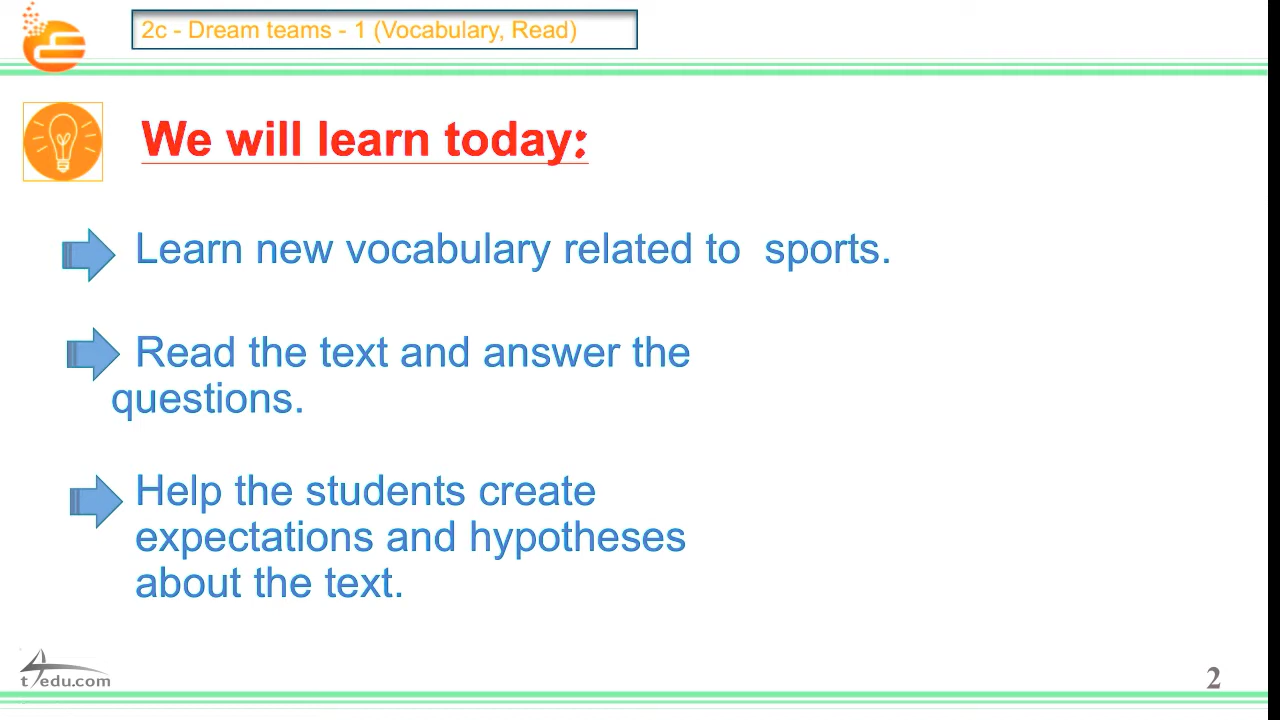 2c - Dream teams - 1 (Vocabulary, Read)
We will learn today:
Learn new vocabulary related to sports.
Read the text and answer the
questions.
Help the students create
expectations and hypotheses
about the text.
t4edu.com
2